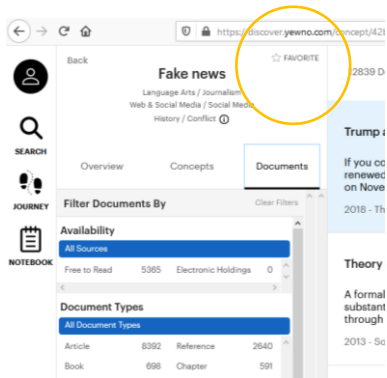 https://discover.yewno.com/concept/42b
Back
FAVORITE
Fake news
Language Arts / Journalism
Web & Social Media / Social Media
History / Conflict
SEARCH
JOURNEY
NOTEBOOK
Overview Concepts Documents
Filter Documents By Clear Filters
Availability
All Sources
Free to Read 5365 Electronic Holdings 0
Document Types
All Document Types
Article 8392 Reference 2640
Book 698 Chapter 591
2839 D
Trump a
If you co
renewed
on Nove
2018 - Th
Theory
A formal
substant
through
2013 - So